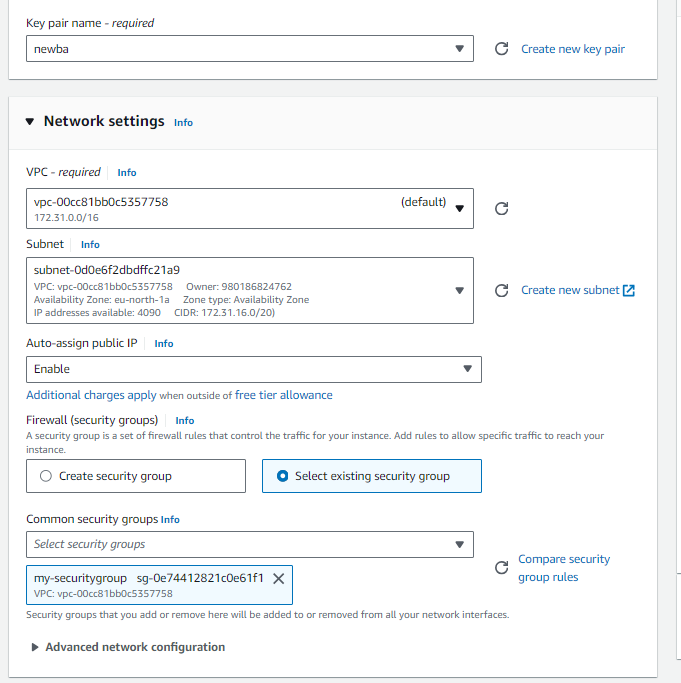 Key pair name - required
newba
Create new key pair
Network settings Info
VPC - required Info
vpc-00cc81bb0c5357758 (default)
172.31.0.0/16
Subnet Info
subnet-0d0e6f2dbdffc21a9
VPC: vpc-00cc81bb0c5357758 Owner: 980186824762
Availability Zone: eu-north-1a Zone type: Availability Zone
IP addresses available: 4090 CIDR: 172.31.16.0/20)
Create new subnet
Auto-assign public IP Info
Enable
Additional charges apply when outside of free tier allowance
Firewall (security groups) Info
A security group is a set of firewall rules that control the traffic for your instance. Add rules to allow specific traffic to reach your
instance.
Create security group
Select existing security group
Common security groups Info
Select security groups
Compare security
group rules
my-securitygroup sg-0e74412821c0e61f1
VPC: vpc-00cc81bb0c5357758
Security groups that you add or remove here will be added to or removed from all your network interfaces.
Advanced network configuration